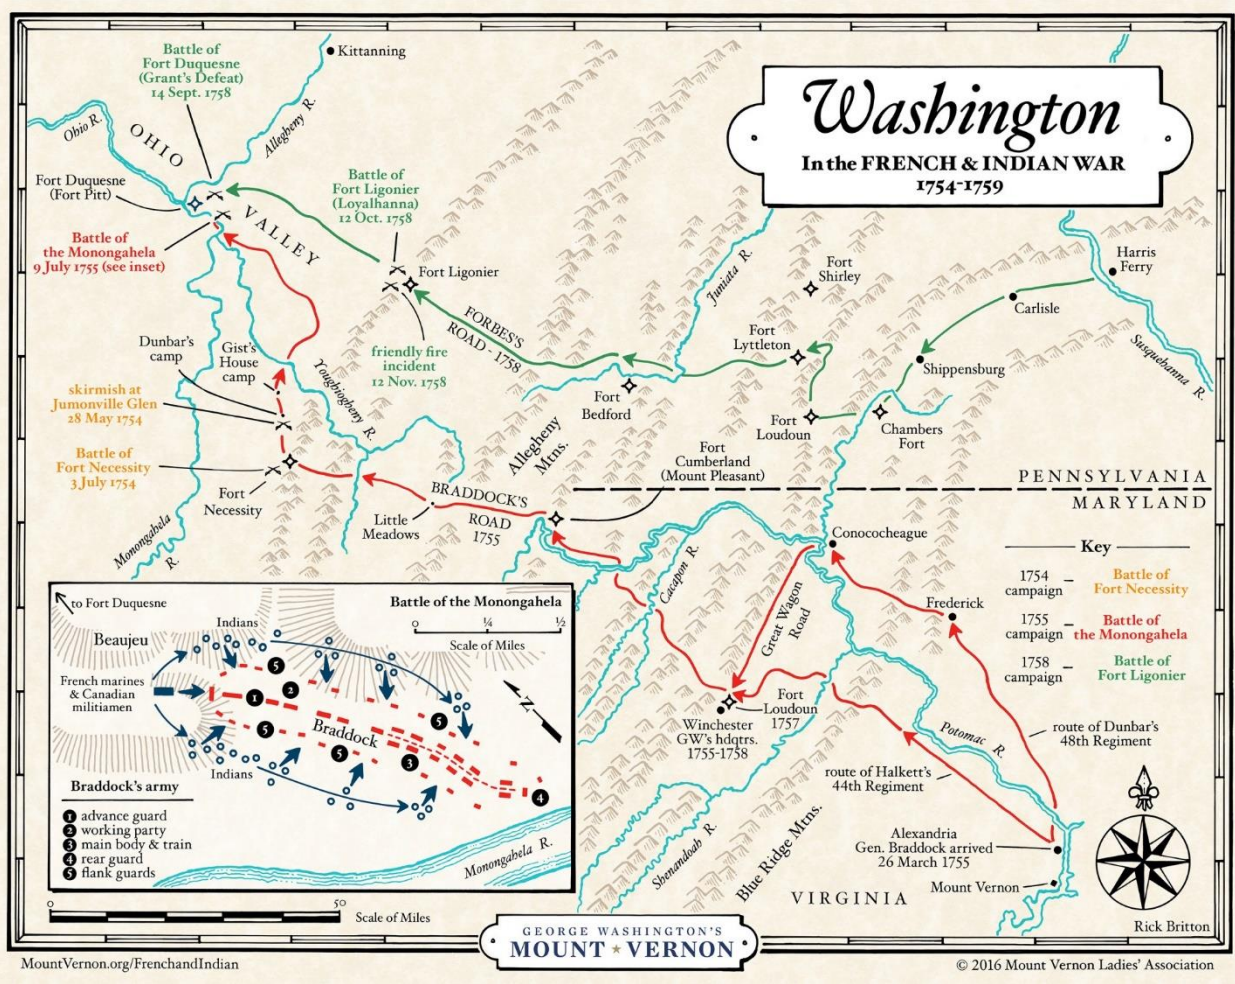 Washington
In the FRENCH & INDIAN WAR
1754-1759
Battle of
Fort Duquesne
(Grant's Defeat)
14 Sept. 1758
Kittanning
Ohio R.
OHIO
VALLEY
Allegheny R.
Fort Duquesne
(Fort Pitt)
Battle of
the Monongahela
9 July 1755 (see inset)
Battle of
Fort Ligonier
(Loyalhanna)
12 Oct. 1758
Fort Ligonier
friendly fire
incident
12 Nov. 1758
FORBES'S
ROAD - 1758
Juniata R.
Fort
Shirley
Fort
Lyttleton
Harris
Ferry
Carlisle
Shippensburg
Susquehanna R.
Fort
Bedford
Fort
Loudoun
Chambers
Fort
Dunbar's
camp
Gist's
House
camp
Youghiogheny R.
skirmish at
Jumonville Glen
28 May 1754
Battle of
Fort Necessity
3 July 1754
Fort
Necessity
Monongahela
R.
Allegheny
Mtns.
Fort
Cumberland
(Mount Pleasant)
BRADDOCK'S
ROAD
1755
Little
Meadows
PENNSYLVANIA
MARYLAND
Conococheague
Cacapon R.
Great Wagon
Road
Frederick
Key
1754
campaign
Battle of
Fort Necessity
1755
campaign
Battle of
the Monongahela
1758
campaign
Battle of
Fort Ligonier
Fort
Loudoun
1757
Winchester
GW's hdqtrs.
1755-1758
Potomac R.
route of Dunbar's
48th Regiment
route of Halkett's
44th Regiment
Alexandria
Gen. Braddock arrived
26 March 1755
Mount Vernon
Shenandoah R.
Blue Ridge Mtns.
VIRGINIA
Rick Britton
to Fort Duquesne
Battle of the Monongahela
0 ¼ ½
Scale of Miles
Beaujeu
Indians
French marines
& Canadian
militiamen
5
2
1
Braddock
5
5
5
3
4
N
Indians
Braddock's army
1 advance guard
2 working party
3 main body & train
4 rear guard
5 flank guards
Monongahela R.
0 50
Scale of Miles
GEORGE WASHINGTON'S
MOUNT VERNON
MountVernon.org/FrenchandIndian
© 2016 Mount Vernon Ladies' Association